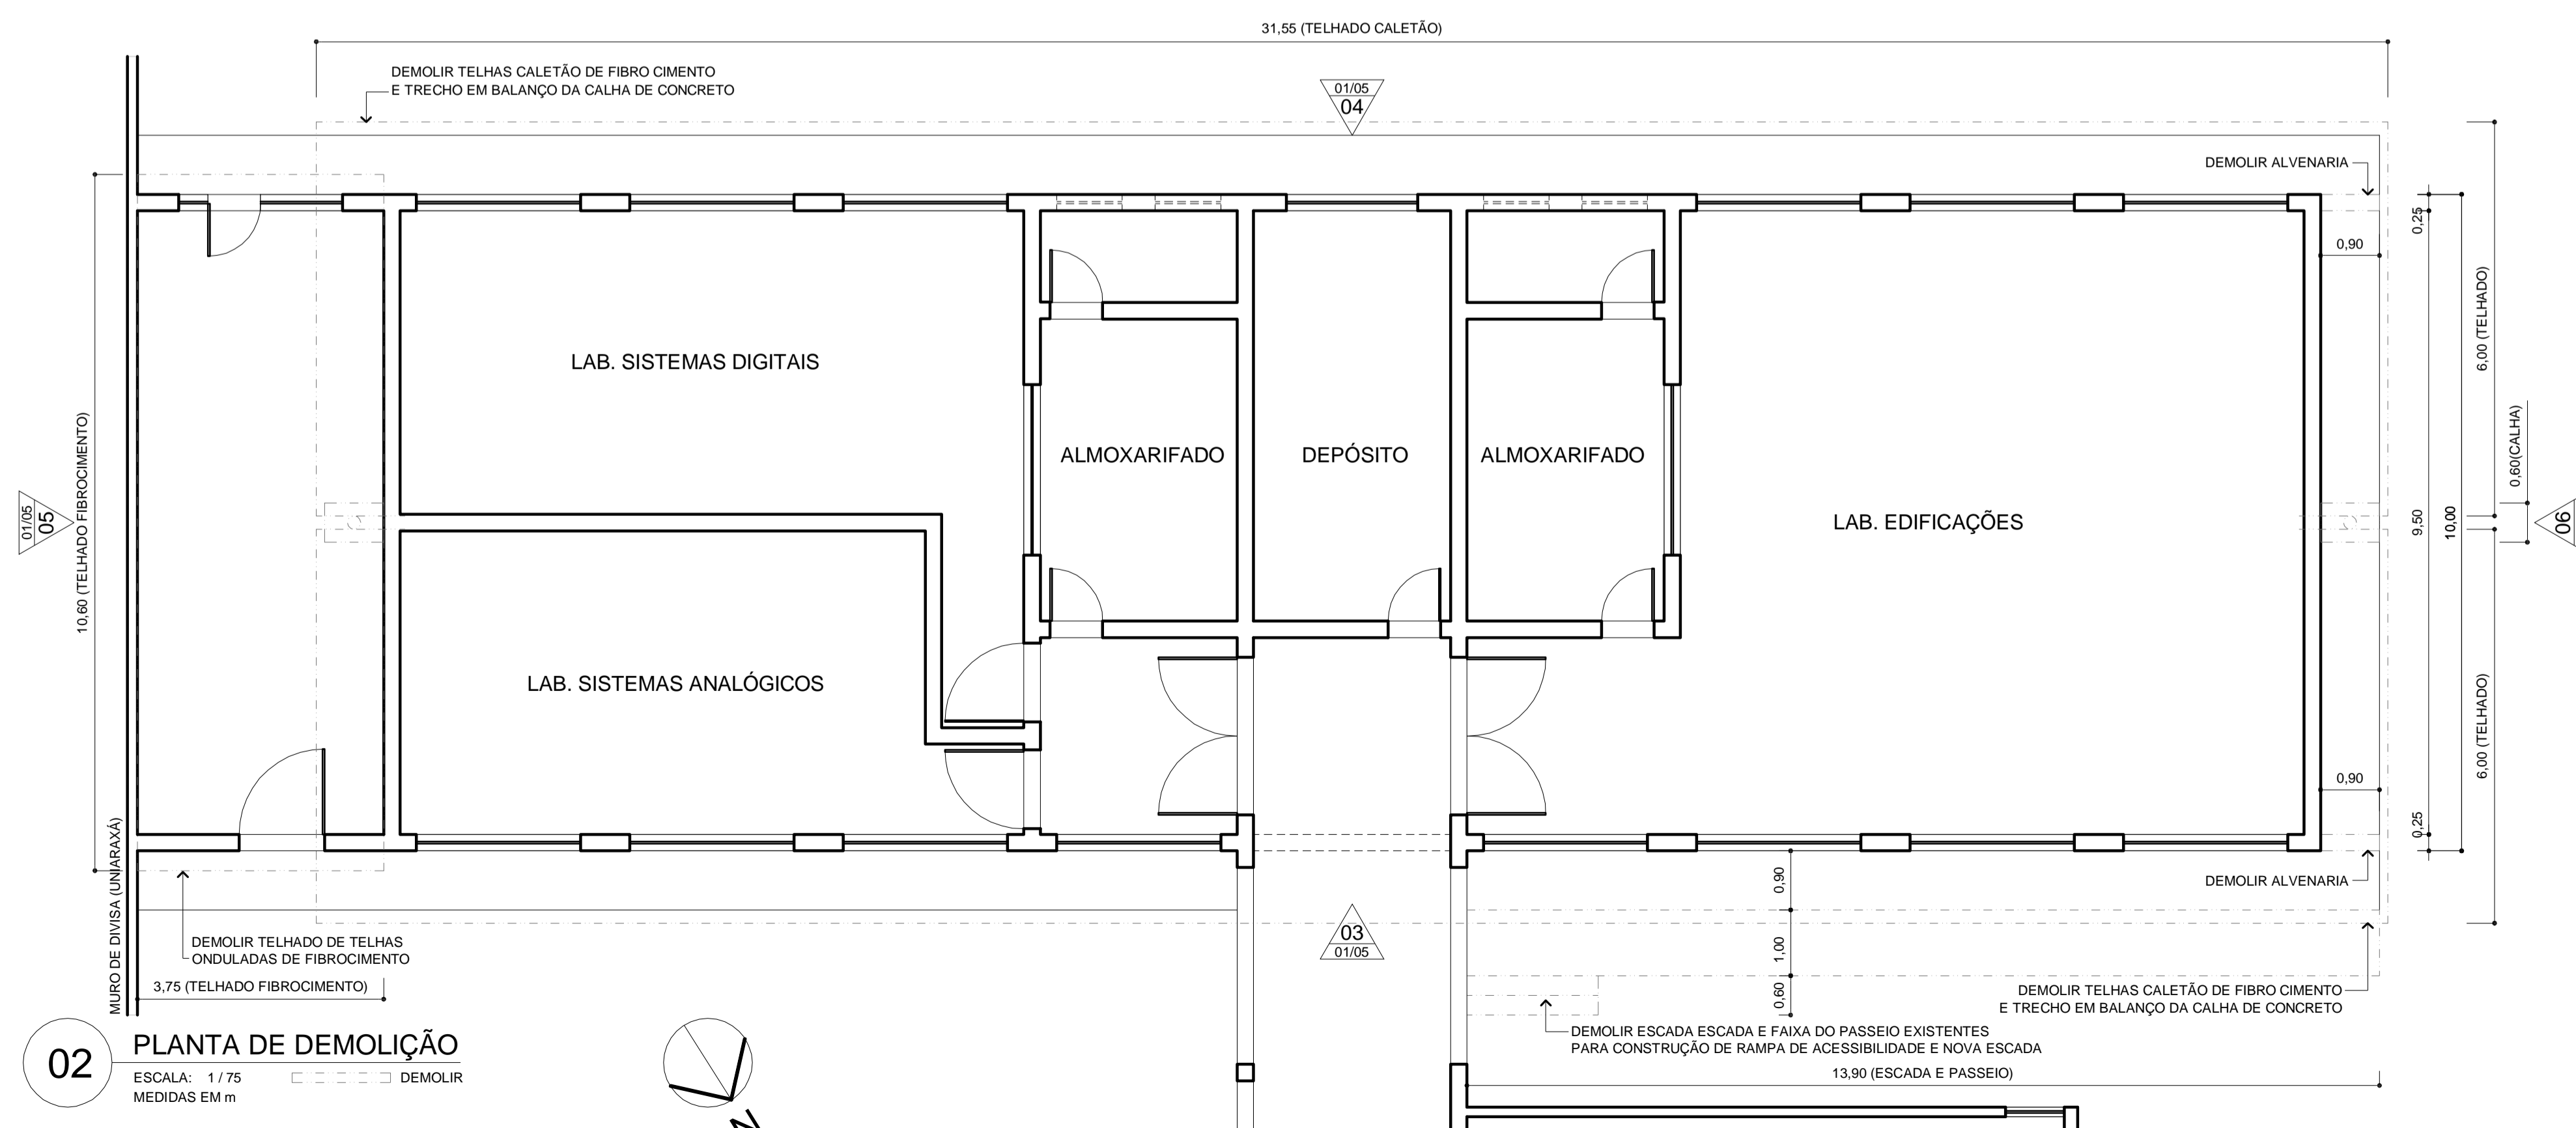 31,55 (TELHADO CALETÃO)
DEMOLIR TELHAS CALETÃO DE FIBRO CIMENTO
E TRECHO EM BALANÇO DA CALHA DE CONCRETO
01/05
04
DEMOLIR ALVENARIA
0,25
0,90
6,00 (TELHADO)
LAB. SISTEMAS DIGITAIS
ALMOXARIFADO
DEPÓSITO
ALMOXARIFADO
LAB. EDIFICAÇÕES
0,60(CALHA)
9,50
10,00
06
01/05
05
10,60 (TELHADO FIBROCIMENTO)
LAB. SISTEMAS ANALÓGICOS
6,00 (TELHADO)
0,90
0,25
DEMOLIR ALVENARIA
0,90
1,00
0,60
03
01/05
MURO DE DIVISA (UNIARAXÁ)
DEMOLIR TELHADO DE TELHAS
ONDULADAS DE FIBROCIMENTO
3,75 (TELHADO FIBROCIMENTO)
DEMOLIR TELHAS CALETÃO DE FIBRO CIMENTO
E TRECHO EM BALANÇO DA CALHA DE CONCRETO
DEMOLIR ESCADA ESCADA E FAIXA DO PASSEIO EXISTENTES
PARA CONSTRUÇÃO DE RAMPA DE ACESSIBILIDADE E NOVA ESCADA
13,90 (ESCADA E PASSEIO)
02
PLANTA DE DEMOLIÇÃO
ESCALA: 1 / 75
DEMOLIR
MEDIDAS EM m
N